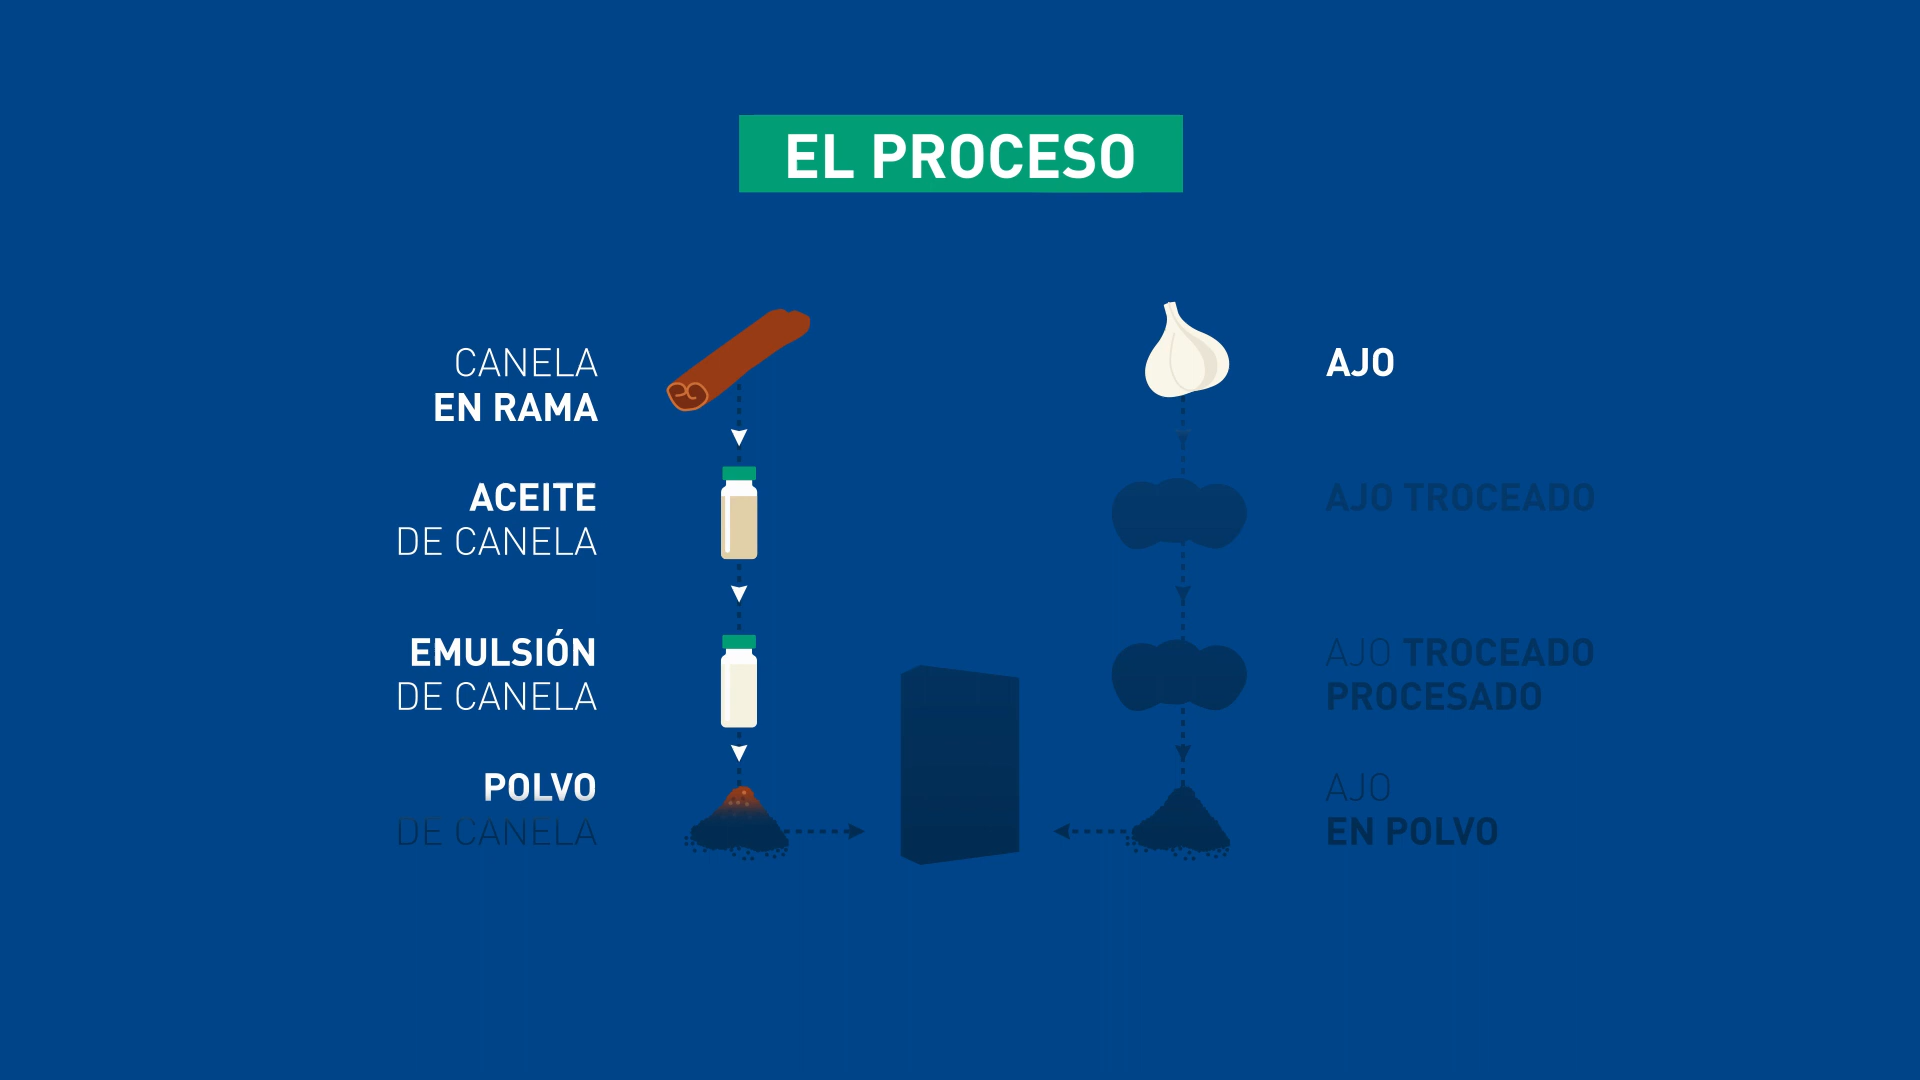 EL PROCESO
CANELA
EN RAMA
ACEITE
DE CANELA
EMULSIÓN
DE CANELA
POLVO
DE CANELA
AJO
AJO TROCEADO
AJO TROCEADO
PROCESADO
AJO
EN POLVO